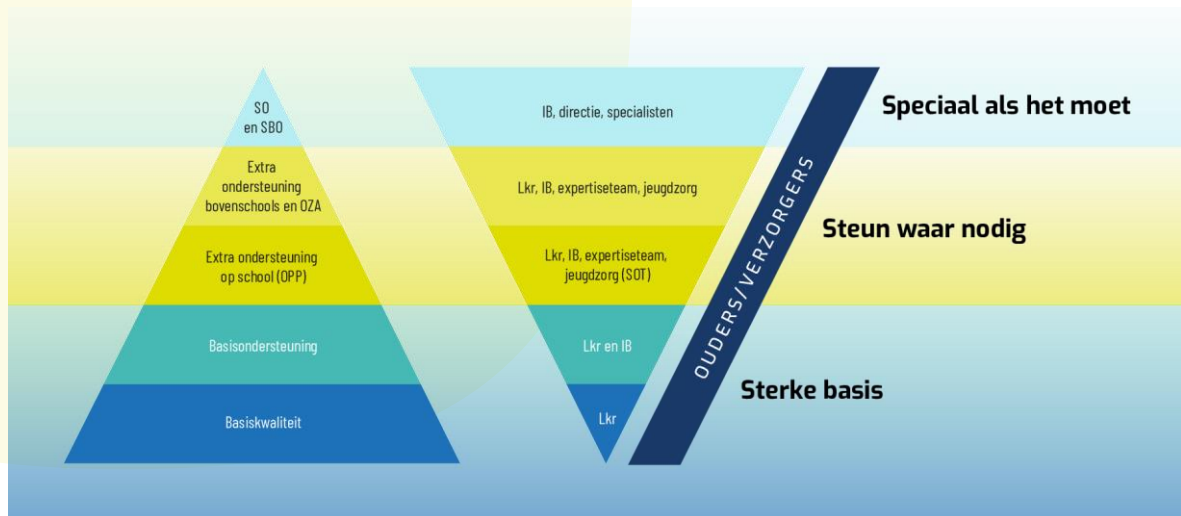 SO
en SBO
Extra
ondersteuning
bovenschools en OZA
Extra ondersteuning
op school (OPP)
Basisondersteuning
Basiskwaliteit
IB, directie, specialisten
Lkr, IB, expertiseteam, jeugdzorg
Lkr, IB, expertiseteam,
jeugdzorg (SOT)
Lkr en IB
Lkr
OUDERS/VERZORGERS
Speciaal als het moet
Steun waar nodig
Sterke basis